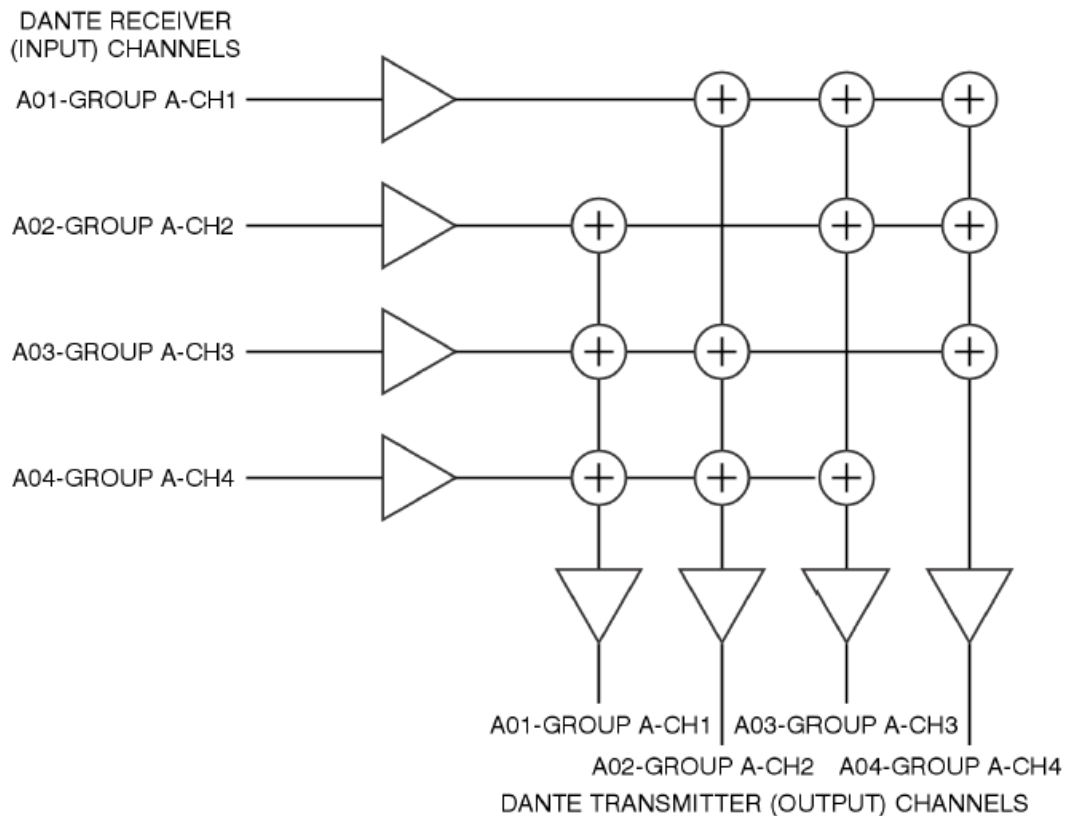 DANTE RECEIVER
(INPUT) CHANNELS
A01-GROUP A-CH1
A02-GROUP A-CH2
A03-GROUP A-CH3
A04-GROUP A-CH4
A01-GROUP A-CH1
A03-GROUP A-CH3
A02-GROUP A-CH2
A04-GROUP A-CH4
DANTE TRANSMITTER (OUTPUT) CHANNELS